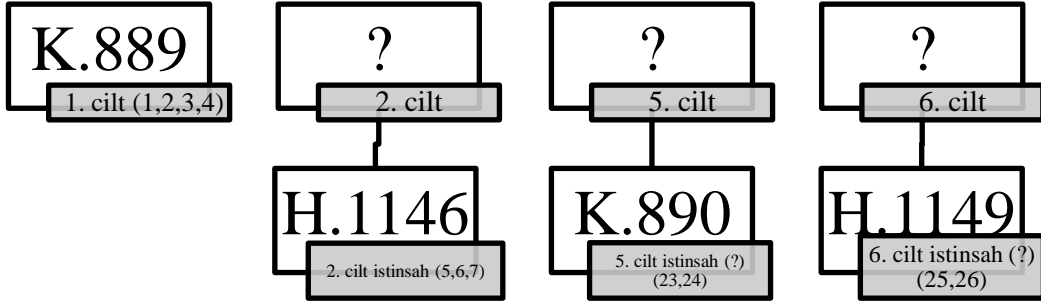 K.889
1. cilt (1,2,3,4)
?
2. cilt
?
5. cilt
?
6. cilt
H.1146
2. cilt istinsah (5,6,7)
K.890
5. cilt istinsah (?)
(23,24)
H.1149
6. cilt istinsah (?)
(25,26)